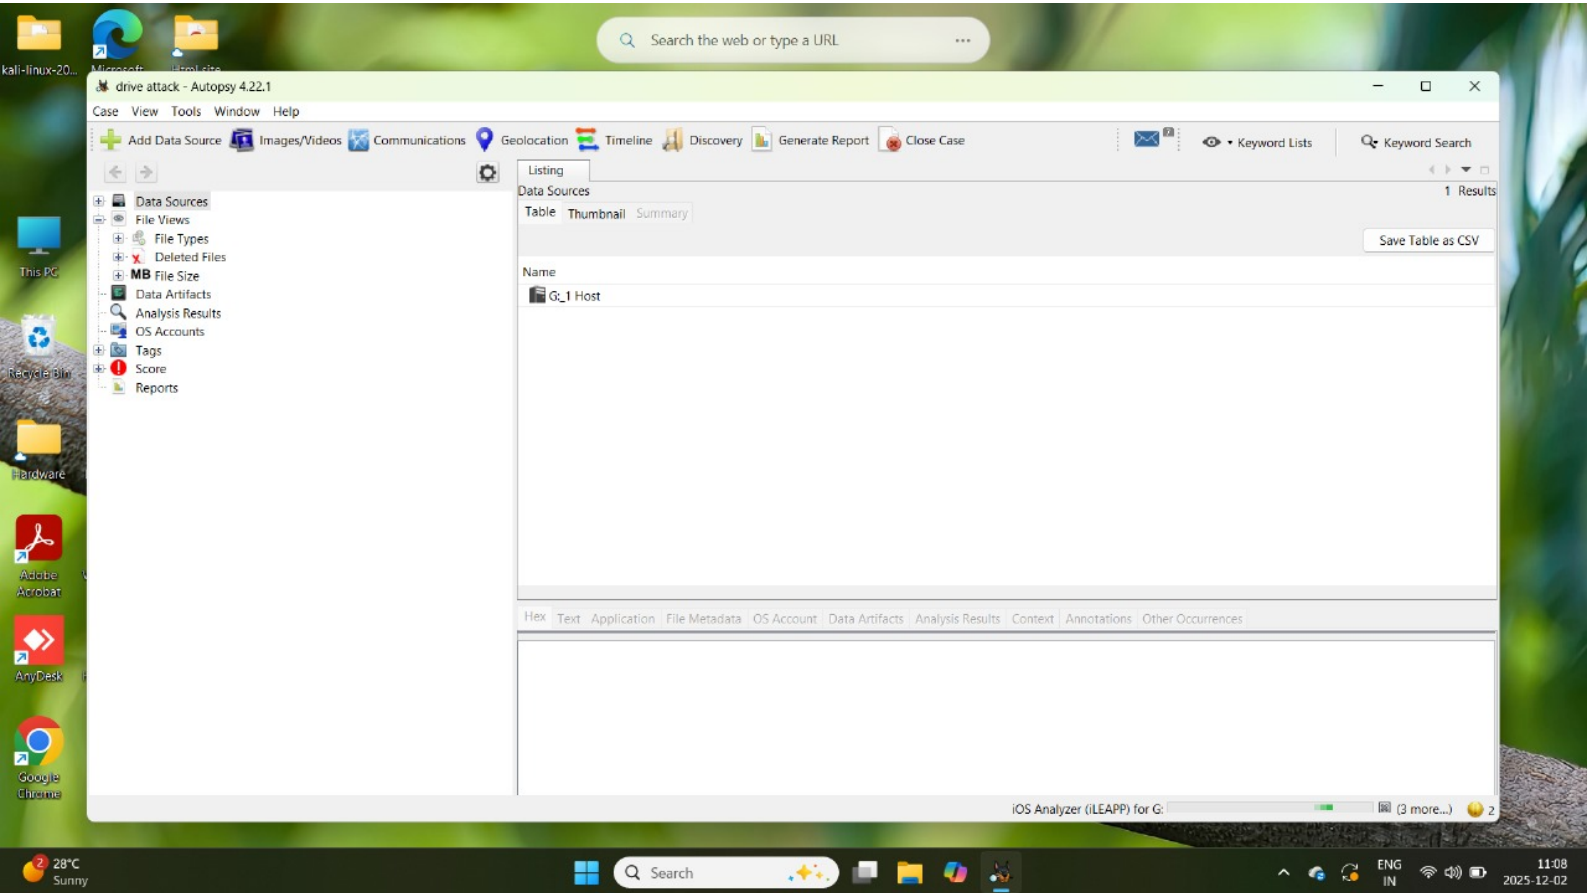 Search the web or type a URL
kali-linux-20...
Microsoft
Html site
drive attack - Autopsy 4.22.1
Case View Tools Window Help
Add Data Source Images/Videos Communications Geolocation Timeline Discovery Generate Report Close Case
Keyword Lists Keyword Search
Listing
Data Sources
1 Results
Table Thumbnail Summary
Save Table as CSV
Name
G:_1 Host
Data Sources
File Views
File Types
Deleted Files
MB File Size
Data Artifacts
Analysis Results
OS Accounts
Tags
Score
Reports
This PC
Recycle Bin
Hardware
Adobe
Acrobat
AnyDesk
Google
Chrome
Hex Text Application File Metadata OS Account Data Artifacts Analysis Results Context Annotations Other Occurrences
iOS Analyzer (iLEAPP) for G: (3 more...) 2
2
28°C
Sunny
Search
ENG
IN
11:08
2025-12-02